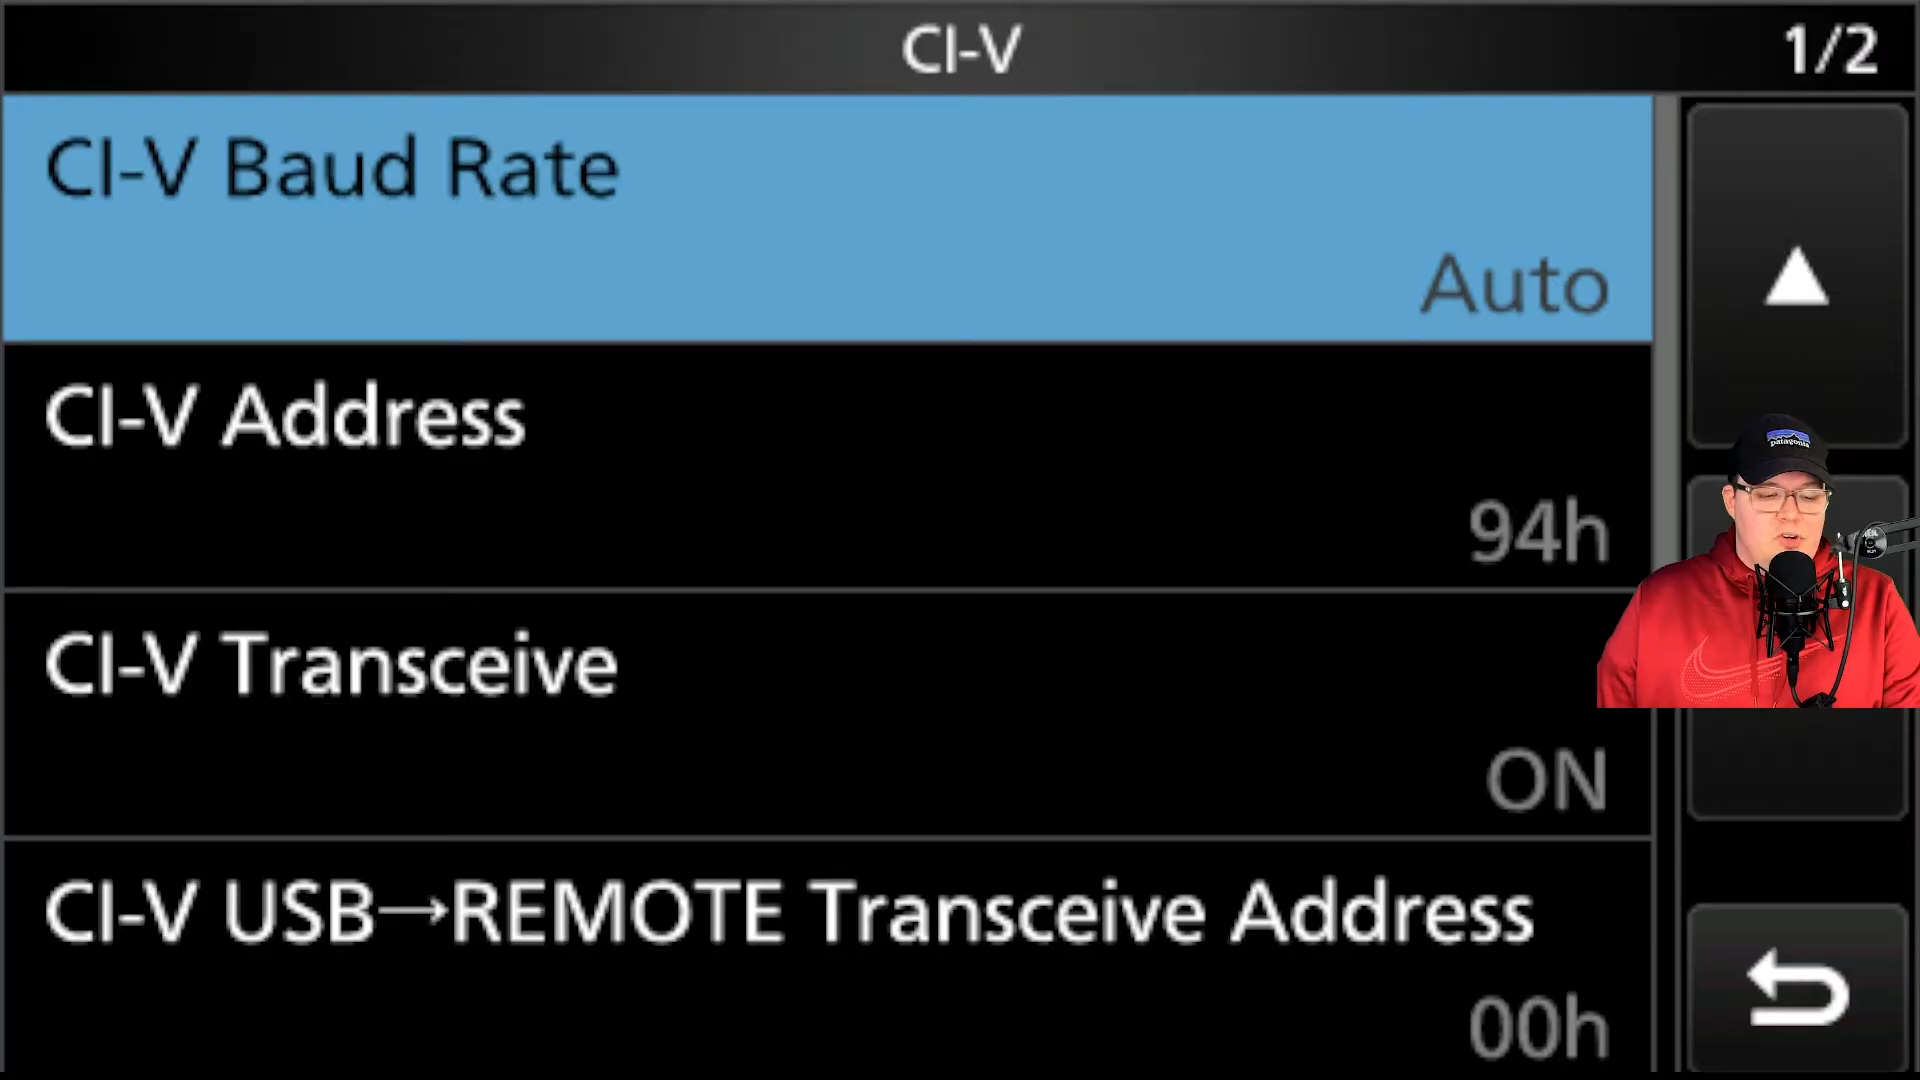 CI-V
1/2
CI-V Baud Rate
Auto
CI-V Address
94h
patagonia
CI-V Transceive
ON
CI-V USB→REMOTE Transceive Address
00h